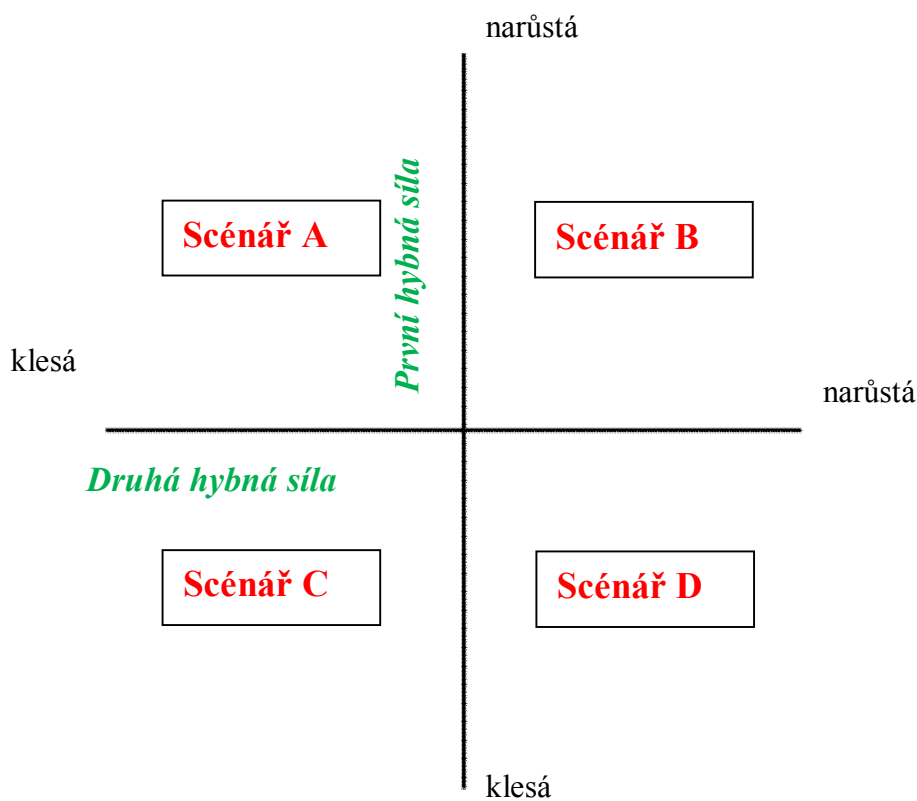 narůstá
První hybná síla
Scénář A
Scénář B
klesá
narůstá
Druhá hybná síla
Scénář C
Scénář D
klesá